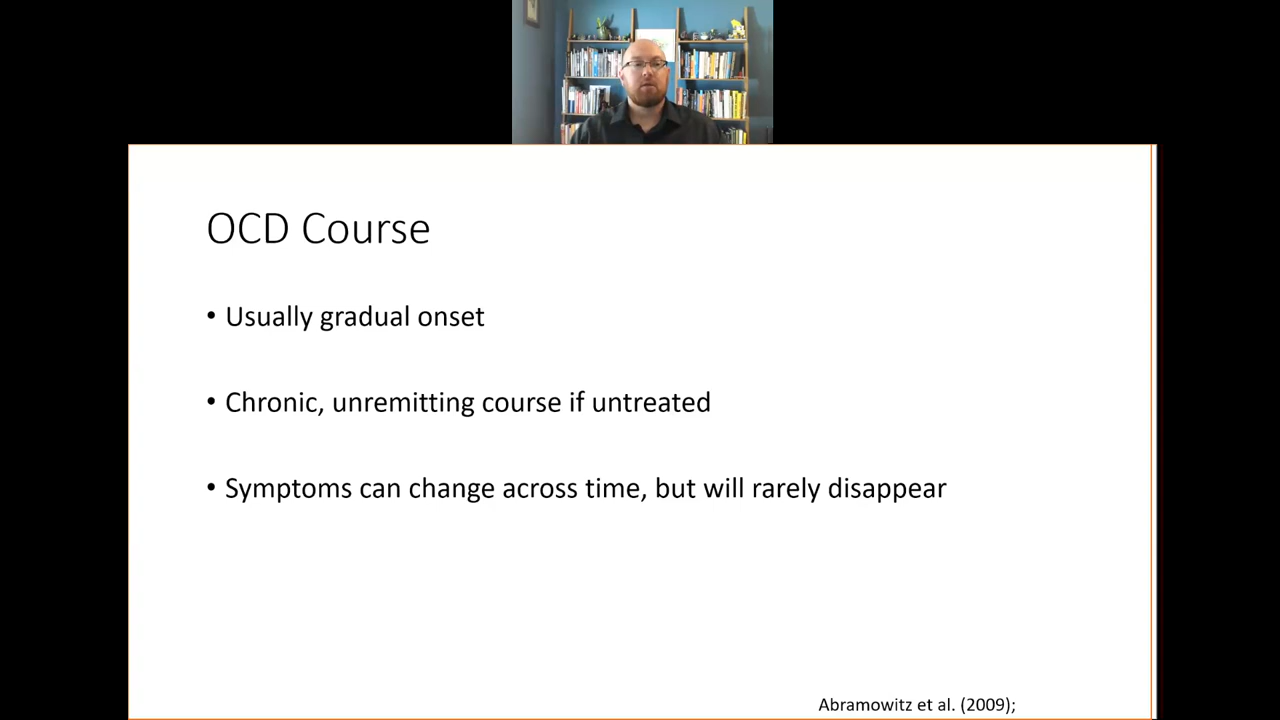 OCD Course
• Usually gradual onset
• Chronic, unremitting course if untreated
• Symptoms can change across time, but will rarely disappear
Abramowitz et al. (2009);